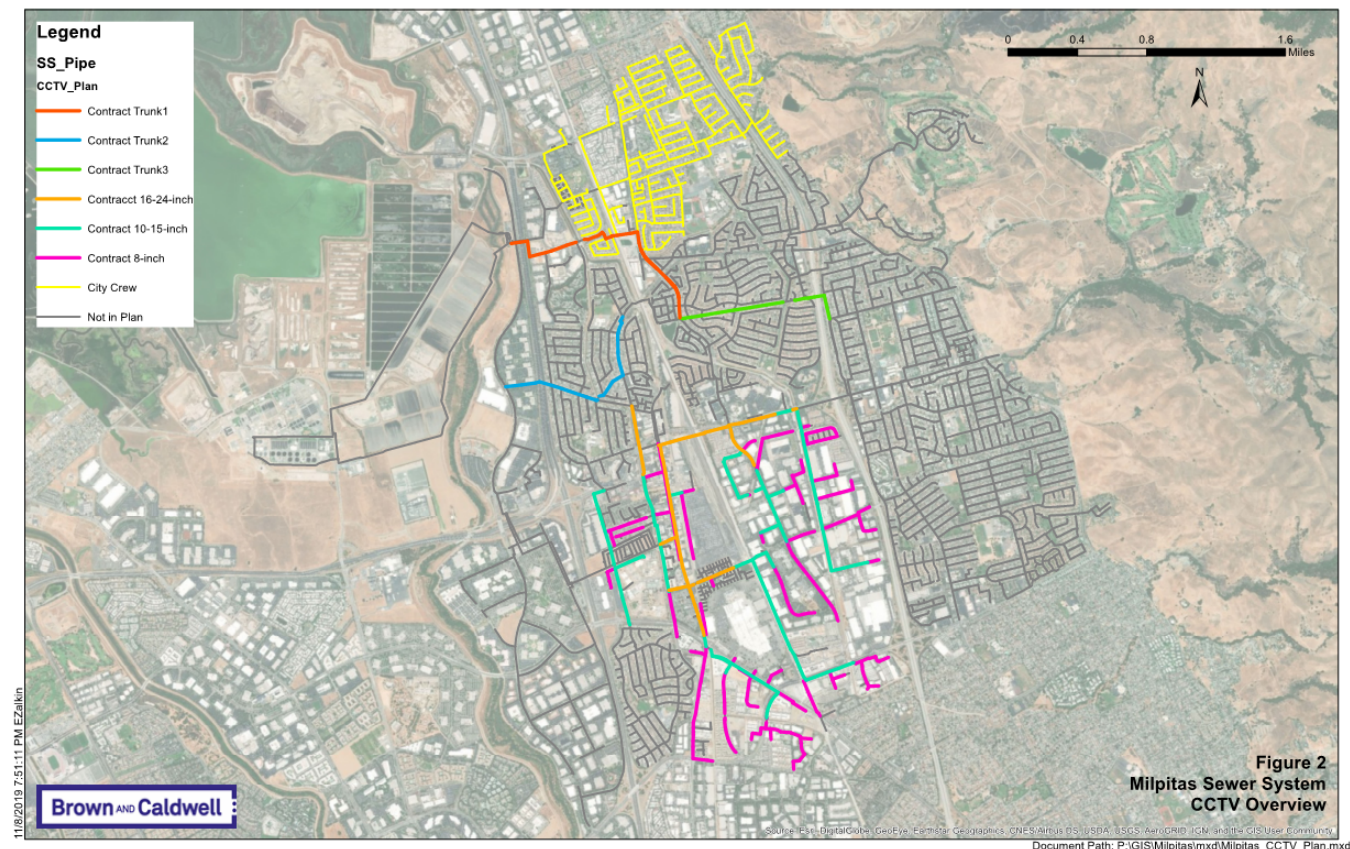 Legend
SS_Pipe
CCTV_Plan
Contract Trunk1
Contract Trunk2
Contract Trunk3
Contracct 16-24-inch
Contract 10-15-inch
Contract 8-inch
City Crew
Not in Plan
0 0.4 0.8 1.6
Miles
N
11/8/2019 7:51:11 PM EZalkin
Brown AND Caldwell
Figure 2
Milpitas Sewer System
CCTV Overview
Source: Esri, DigitalGlobe, GeoEye, Earthstar Geographics, CNES/Airbus DS, USDA, USGS, AeroGRID, IGN, and the GIS User Community
Document Path: P:\GIS\Milpitas\mxd\Milpitas_CCTV_Plan.mxd